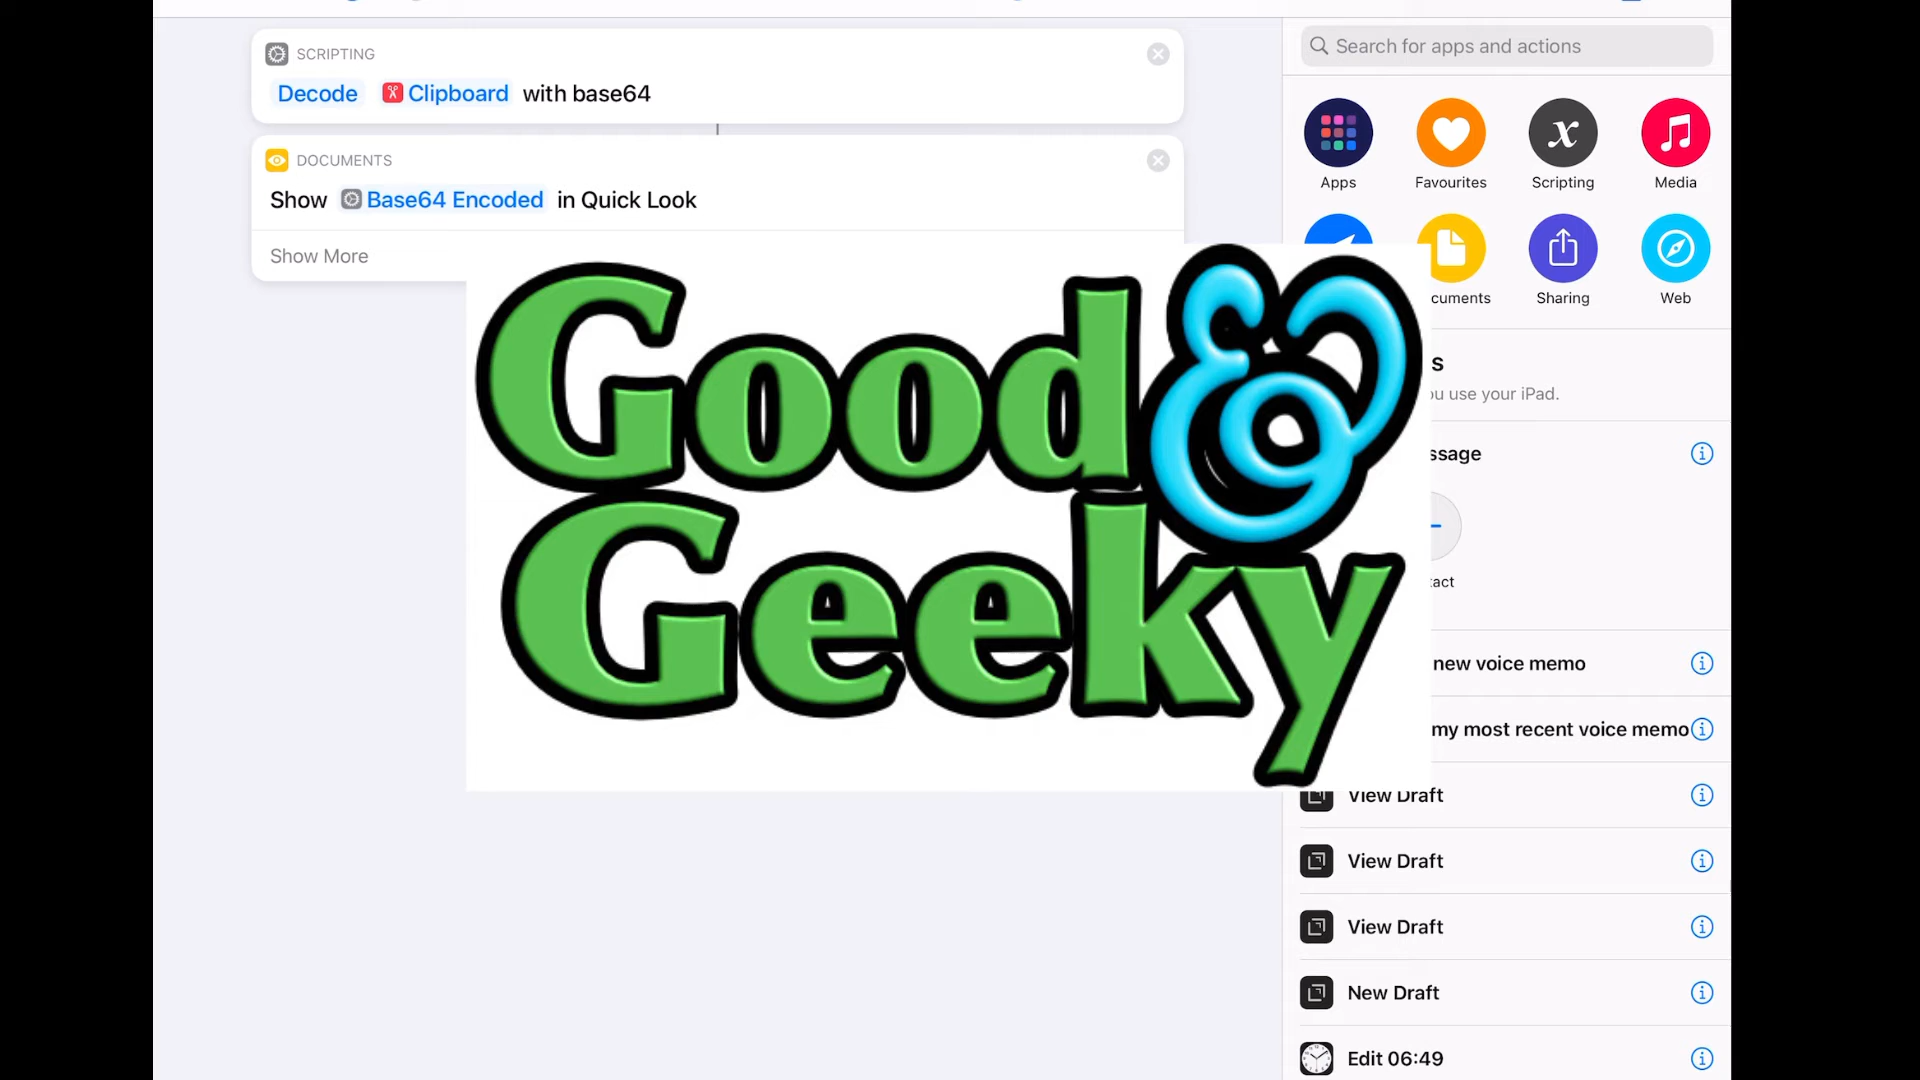 SCRIPTING
Decode Clipboard with base64
DOCUMENTS
Show Base64 Encoded in Quick Look
Show More
Good &
Geeky
Search for apps and actions
Apps
Favourites
Scripting
Media
cuments
Sharing
Web
s
u use your iPad.
ssage
tact
new voice memo
my most recent voice memo
View Draft
View Draft
View Draft
New Draft
Edit 06:49